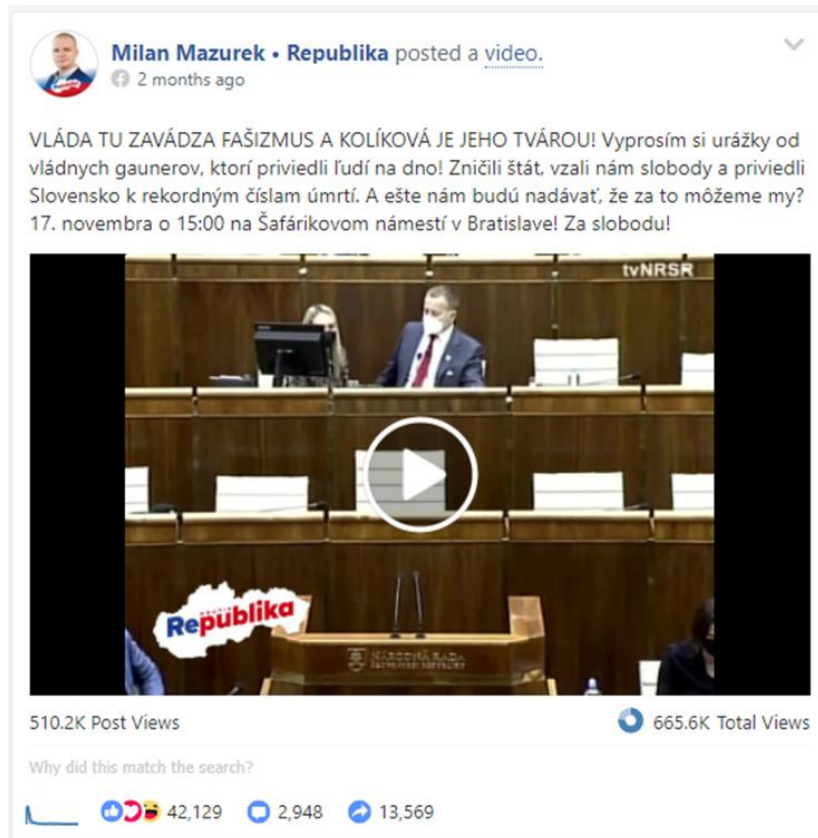 Milan Mazurek • Republika posted a video.
2 months ago
VLÁDA TU ZAVÁDZA FAŠIZMUS A KOLÍKOVÁ JE JEHO TVÁROU! Vyprosím si urážky od
vládnych gaunerov, ktorí priviedli ľudí na dno! Zničili štát, vzali nám slobody a priviedli
Slovensko k rekordným číslam úmrtí. A ešte nám budú nadávať, že za to môžeme my?
17. novembra o 15:00 na Šafárikovom námestí v Bratislave! Za slobodu!
tvNRSR
Republika
NÁRODNÁ RADA
SLOVENSKEJ REPUBLIKY
510.2K Post Views
665.6K Total Views
Why did this match the search?
42,129
2,948
13,569